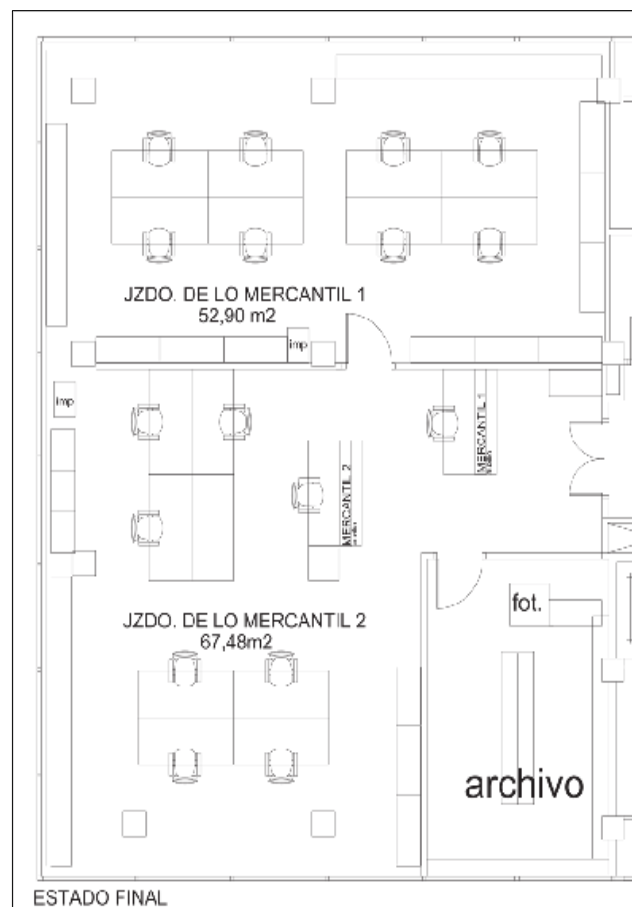 JZDO. DE LO MERCANTIL 1
52,90 m2
imp
imp
MERCANTIL 1
MERCANTIL 2
JZDO. DE LO MERCANTIL 2
67,48m2
fot.
archivo
ESTADO FINAL